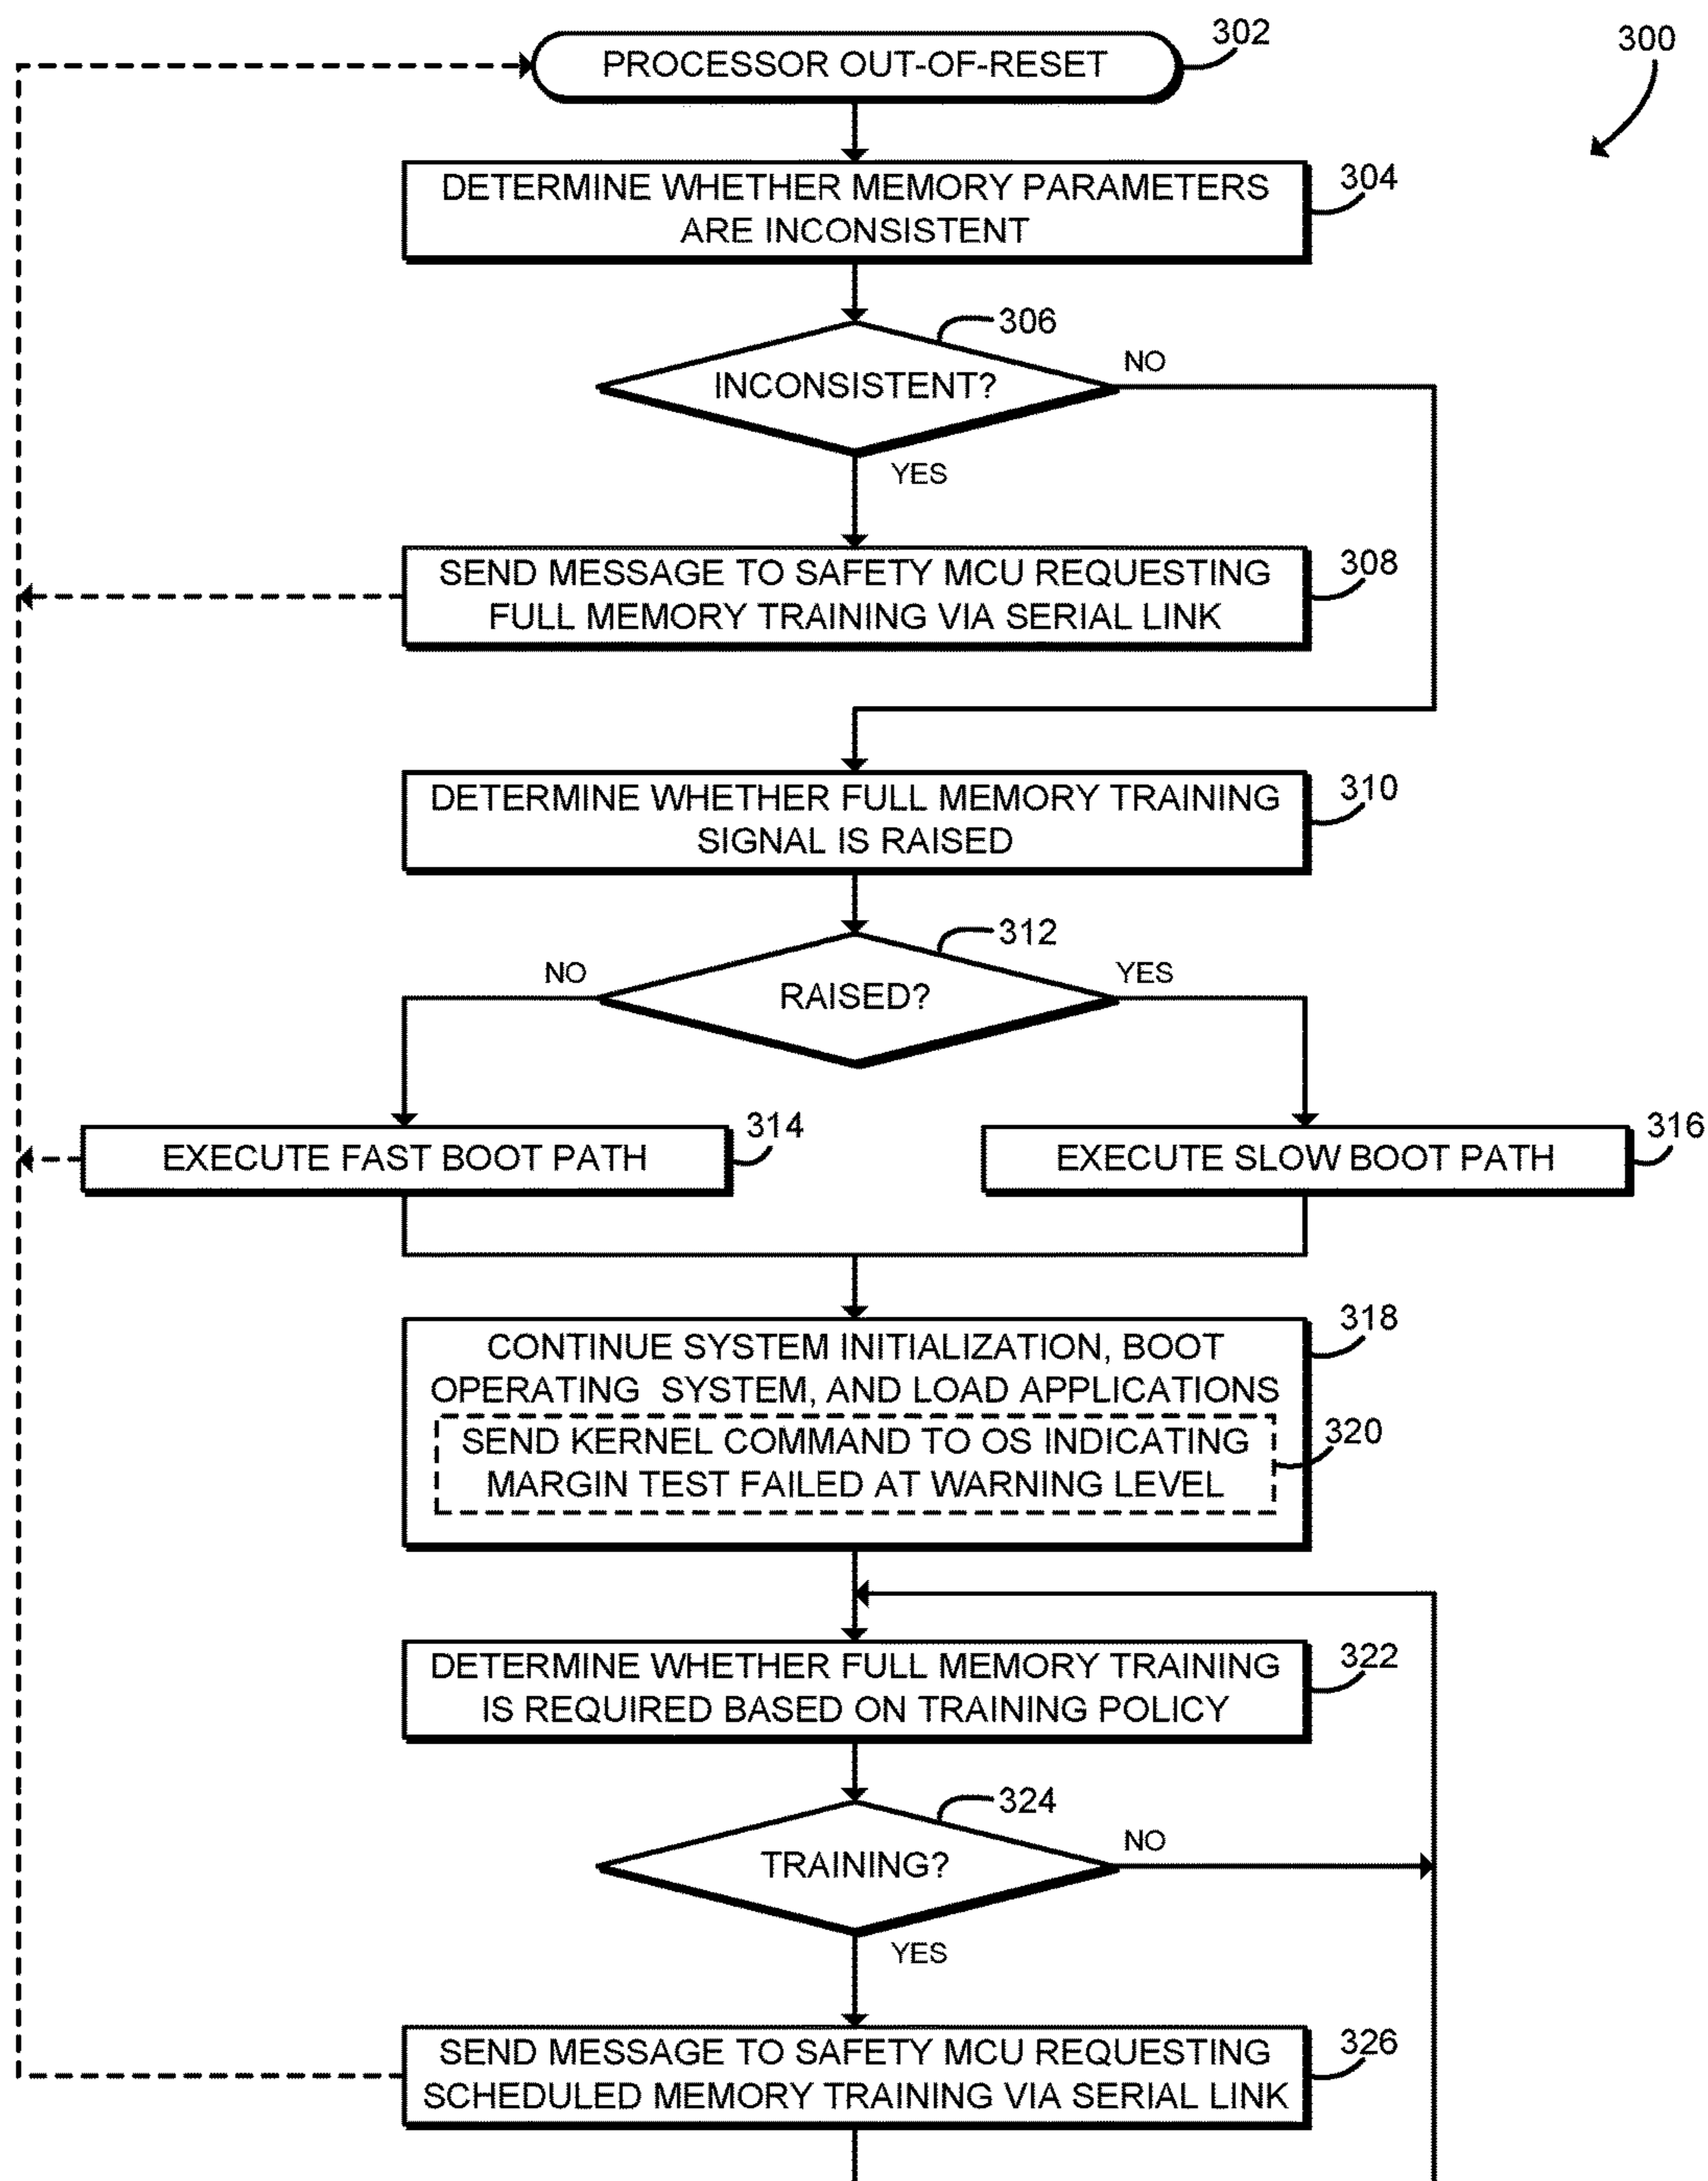 302
300
PROCESSOR OUT-OF-RESET
304
DETERMINE WHETHER MEMORY PARAMETERS
ARE INCONSISTENT
306
NO
INCONSISTENT?
YES
308
SEND MESSAGE TO SAFETY MCU REQUESTING
FULL MEMORY TRAINING VIA SERIAL LINK
310
DETERMINE WHETHER FULL MEMORY TRAINING
SIGNAL IS RAISED
312
NO
YES
RAISED?
314
316
EXECUTE FAST BOOT PATH
EXECUTE SLOW BOOT PATH
318
CONTINUE SYSTEM INITIALIZATION, BOOT
OPERATING SYSTEM, AND LOAD APPLICATIONS
320
SEND KERNEL COMMAND TO OS INDICATING
MARGIN TEST FAILED AT WARNING LEVEL
322
DETERMINE WHETHER FULL MEMORY TRAINING
IS REQUIRED BASED ON TRAINING POLICY
324
NO
TRAINING?
YES
326
SEND MESSAGE TO SAFETY MCU REQUESTING
SCHEDULED MEMORY TRAINING VIA SERIAL LINK